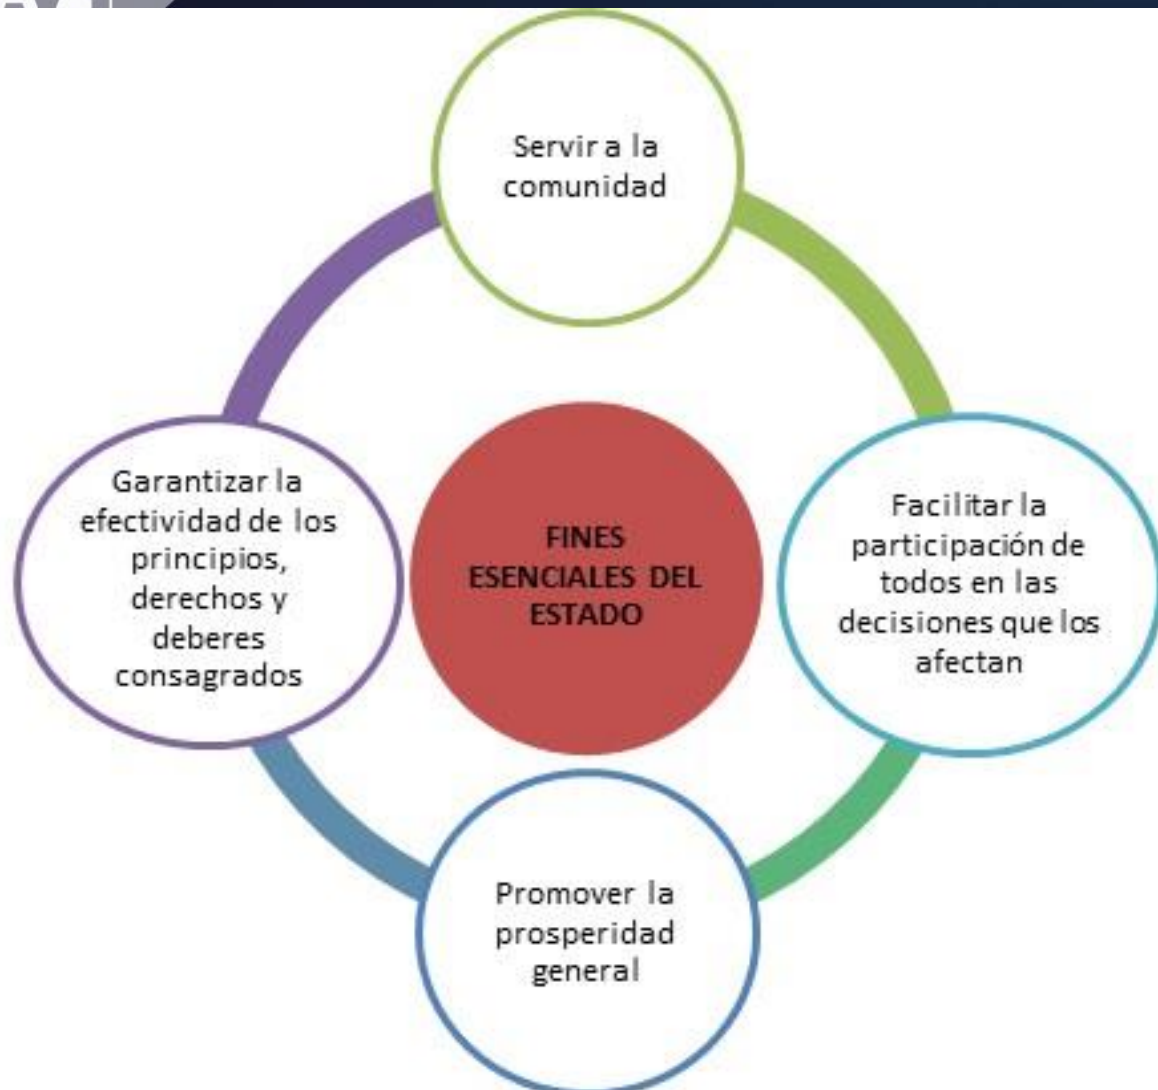 Servir a la
comunidad
Garantizar la
efectividad de los
principios,
derechos y
deberes
consagrados
FINES
ESENCIALES DEL
ESTADO
Facilitar la
participación de
todos en las
decisiones que los
afectan
Promover la
prosperidad
general